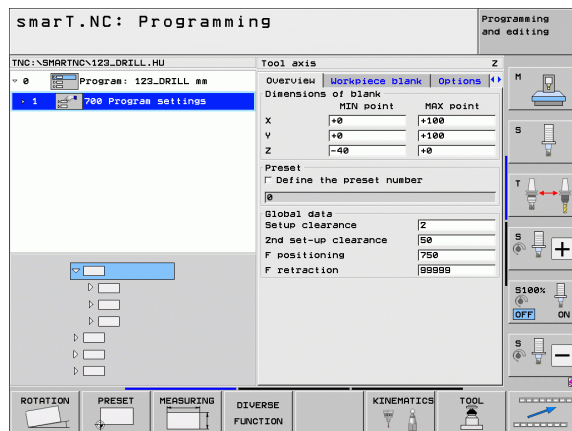 smarT.NC: Programming
Programming
and editing
TNC:\SMARTNC\123_DRILL.HU
Tool axis Z
0 Program: 123_DRILL mm
1 700 Program settings
Overview Workpiece blank Options
Dimensions of blank
MIN point MAX point
X +0 +100
Y +0 +100
Z -40 +0
Preset
Define the preset number
0
Global data
Setup clearance 2
2nd set-up clearance 50
F positioning 750
F retraction 99999
M
S
T
S
S100%
OFF ON
S
ROTATION
PRESET
MEASURING
DIVERSE
FUNCTION
KINEMATICS
TOOL